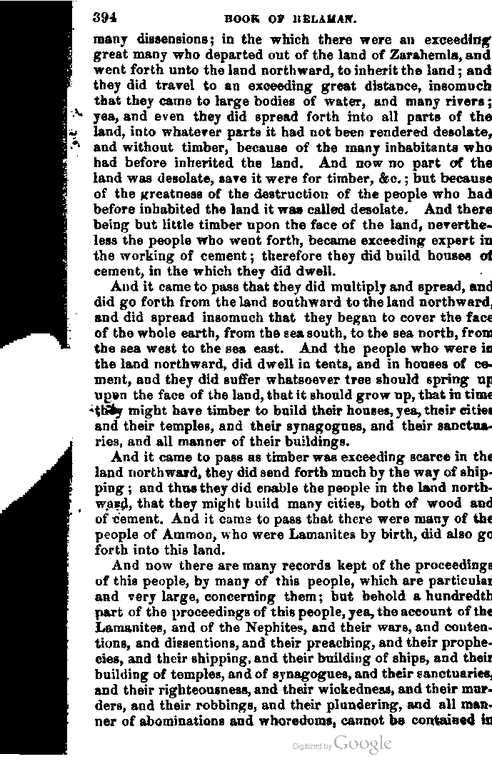 394 BOOK OF HELAMAN.
many dissensions; in the which there were an exceeding
great many who departed out of the land of Zarahemla, and
went forth unto the land northward, to inherit the land; and
they did travel to an exceeding great distance, insomuch
that they came to large bodies of water, and many rivers;
yea, and even they did spread forth into all parts of the
land, into whatever parts it had not been rendered desolate,
and without timber, because of the many inhabitants who
had before inherited the land. And now no part of the
land was desolate, save it were for timber, &c.; but because
of the greatness of the destruction of the people who had
before inhabited the land it was called desolate. And there
being but little timber upon the face of the land, neverthe-
less the people who went forth, became exceeding expert in
the working of cement; therefore they did build houses of
cement, in the which they did dwell.
And it came to pass that they did multiply and spread, and
did go forth from the land southward to the land northward,
and did spread insomuch that they began to cover the face
of the whole earth, from the sea south, to the sea north, from
the sea west to the sea east. And the people who were in
the land northward, did dwell in tents, and in houses of ce-
ment, and they did suffer whatsoever tree should spring up
upon the face of the land, that it should grow up, that in time
they might have timber to build their houses, yea, their cities
and their temples, and their synagogues, and their sanctua-
ries, and all manner of their buildings.
And it came to pass as timber was exceeding scarce in the
land northward, they did send forth much by the way of ship-
ping; and thus they did enable the people in the land north-
ward, that they might build many cities, both of wood and
of cement. And it came to pass that there were many of the
people of Ammon, who were Lamanites by birth, did also go
forth into this land.
And now there are many records kept of the proceedings
of this people, by many of this people, which are particular
and very large, concerning them; but behold a hundredth
part of the proceedings of this people, yea, the account of the
Lamanites, and of the Nephites, and their wars, and conten-
tions, and dissentions, and their preaching, and their prophe-
cies, and their shipping, and their building of ships, and their
building of temples, and of synagogues, and their sanctuaries,
and their righteousness, and their wickedness, and their mur-
ders, and their robbings, and their plundering, and all man-
ner of abominations and whoredoms, cannot be contained in
Digitized by Google